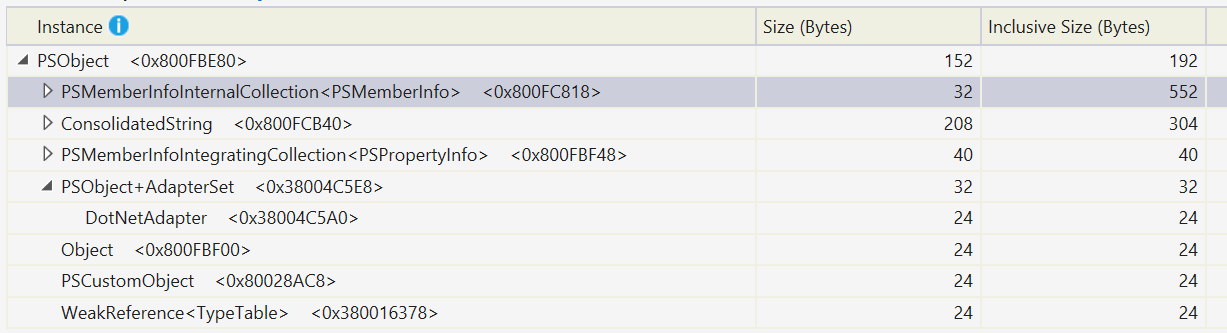 Instance Size (Bytes) Inclusive Size (Bytes)
PSObject <0x800FBE80> 152 192
PSMemberInfoInternalCollection<PSMemberInfo> <0x800FC818> 32 552
ConsolidatedString <0x800FCB40> 208 304
PSMemberInfoIntegratingCollection<PSPropertyInfo> <0x800FBF48> 40 40
PSObject+AdapterSet <0x38004C5E8> 32 32
DotNetAdapter <0x38004C5A0> 24 24
Object <0x800FBF00> 24 24
PSCustomObject <0x80028AC8> 24 24
WeakReference<TypeTable> <0x380016378> 24 24